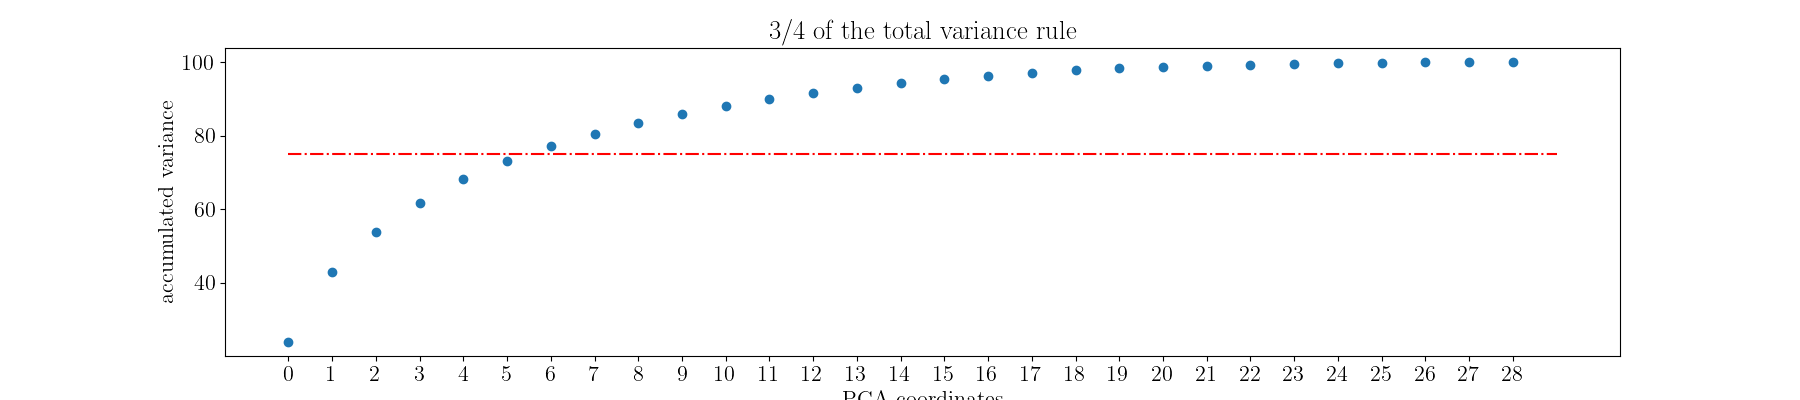 3/4 of the total variance rule
accumulated variance
100
80
60
40
0 1 2 3 4 5 6 7 8 9 10 11 12 13 14 15 16 17 18 19 20 21 22 23 24 25 26 27 28
PCA coordinates